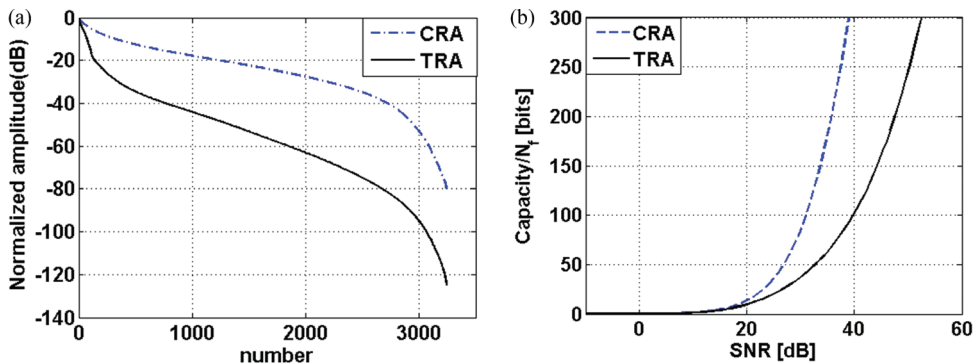 (a)
Normalized amplitude(dB)
0
-20
-40
-60
-80
-100
-120
-140
CRA
TRA
0 1000 2000 3000
number
(b)
Capacity/N_f [bits]
300
250
200
150
100
50
0
CRA
TRA
0 20 40 60
SNR [dB]